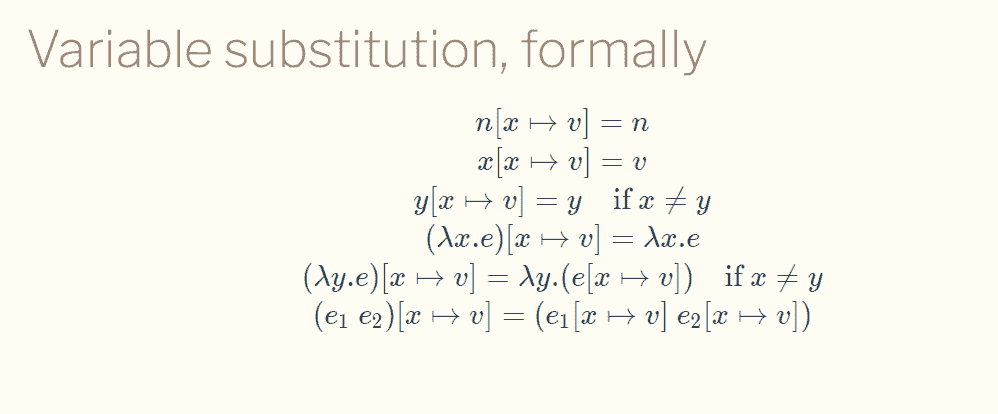 Variable substitution, formally
n[x ↦ v] = n
x[x ↦ v] = v
y[x ↦ v] = y if x ≠ y
(λx.e)[x ↦ v] = λx.e
(λy.e)[x ↦ v] = λy.(e[x ↦ v]) if x ≠ y
(e₁ e₂)[x ↦ v] = (e₁[x ↦ v] e₂[x ↦ v])